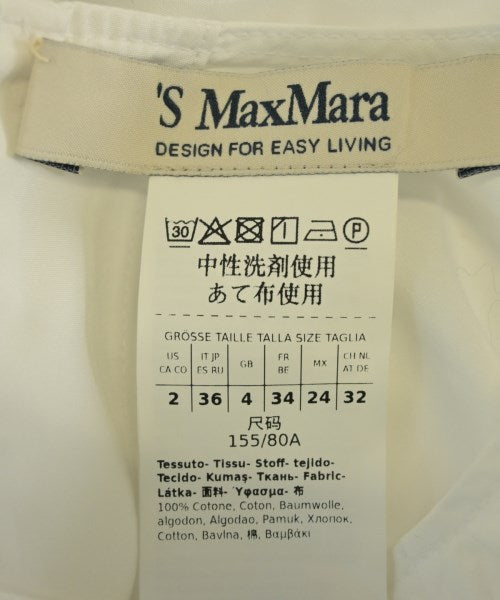 'S MaxMara
DESIGN FOR EASY LIVING
30 P
中性洗剤使用
あて布使用
GRÖSSE TAILLE TALLA SIZE TAGLIA
US CA CO
IT JP ES RU
GB
FR BE
MX
CH NL AT DE
2 36 4 34 24 32
尺码
155/80A
Tessuto- Tissu- Stoff- tejido-
Tecido- Kumaş- Ткань- Fabric-
Látka- 面料- Ύφασμα- 布
100% Cotone, Coton, Baumwolle,
algodon, Algodao, Pamuk, Хлопок,
Cotton, Bavlna, 棉, Βαμβάκι